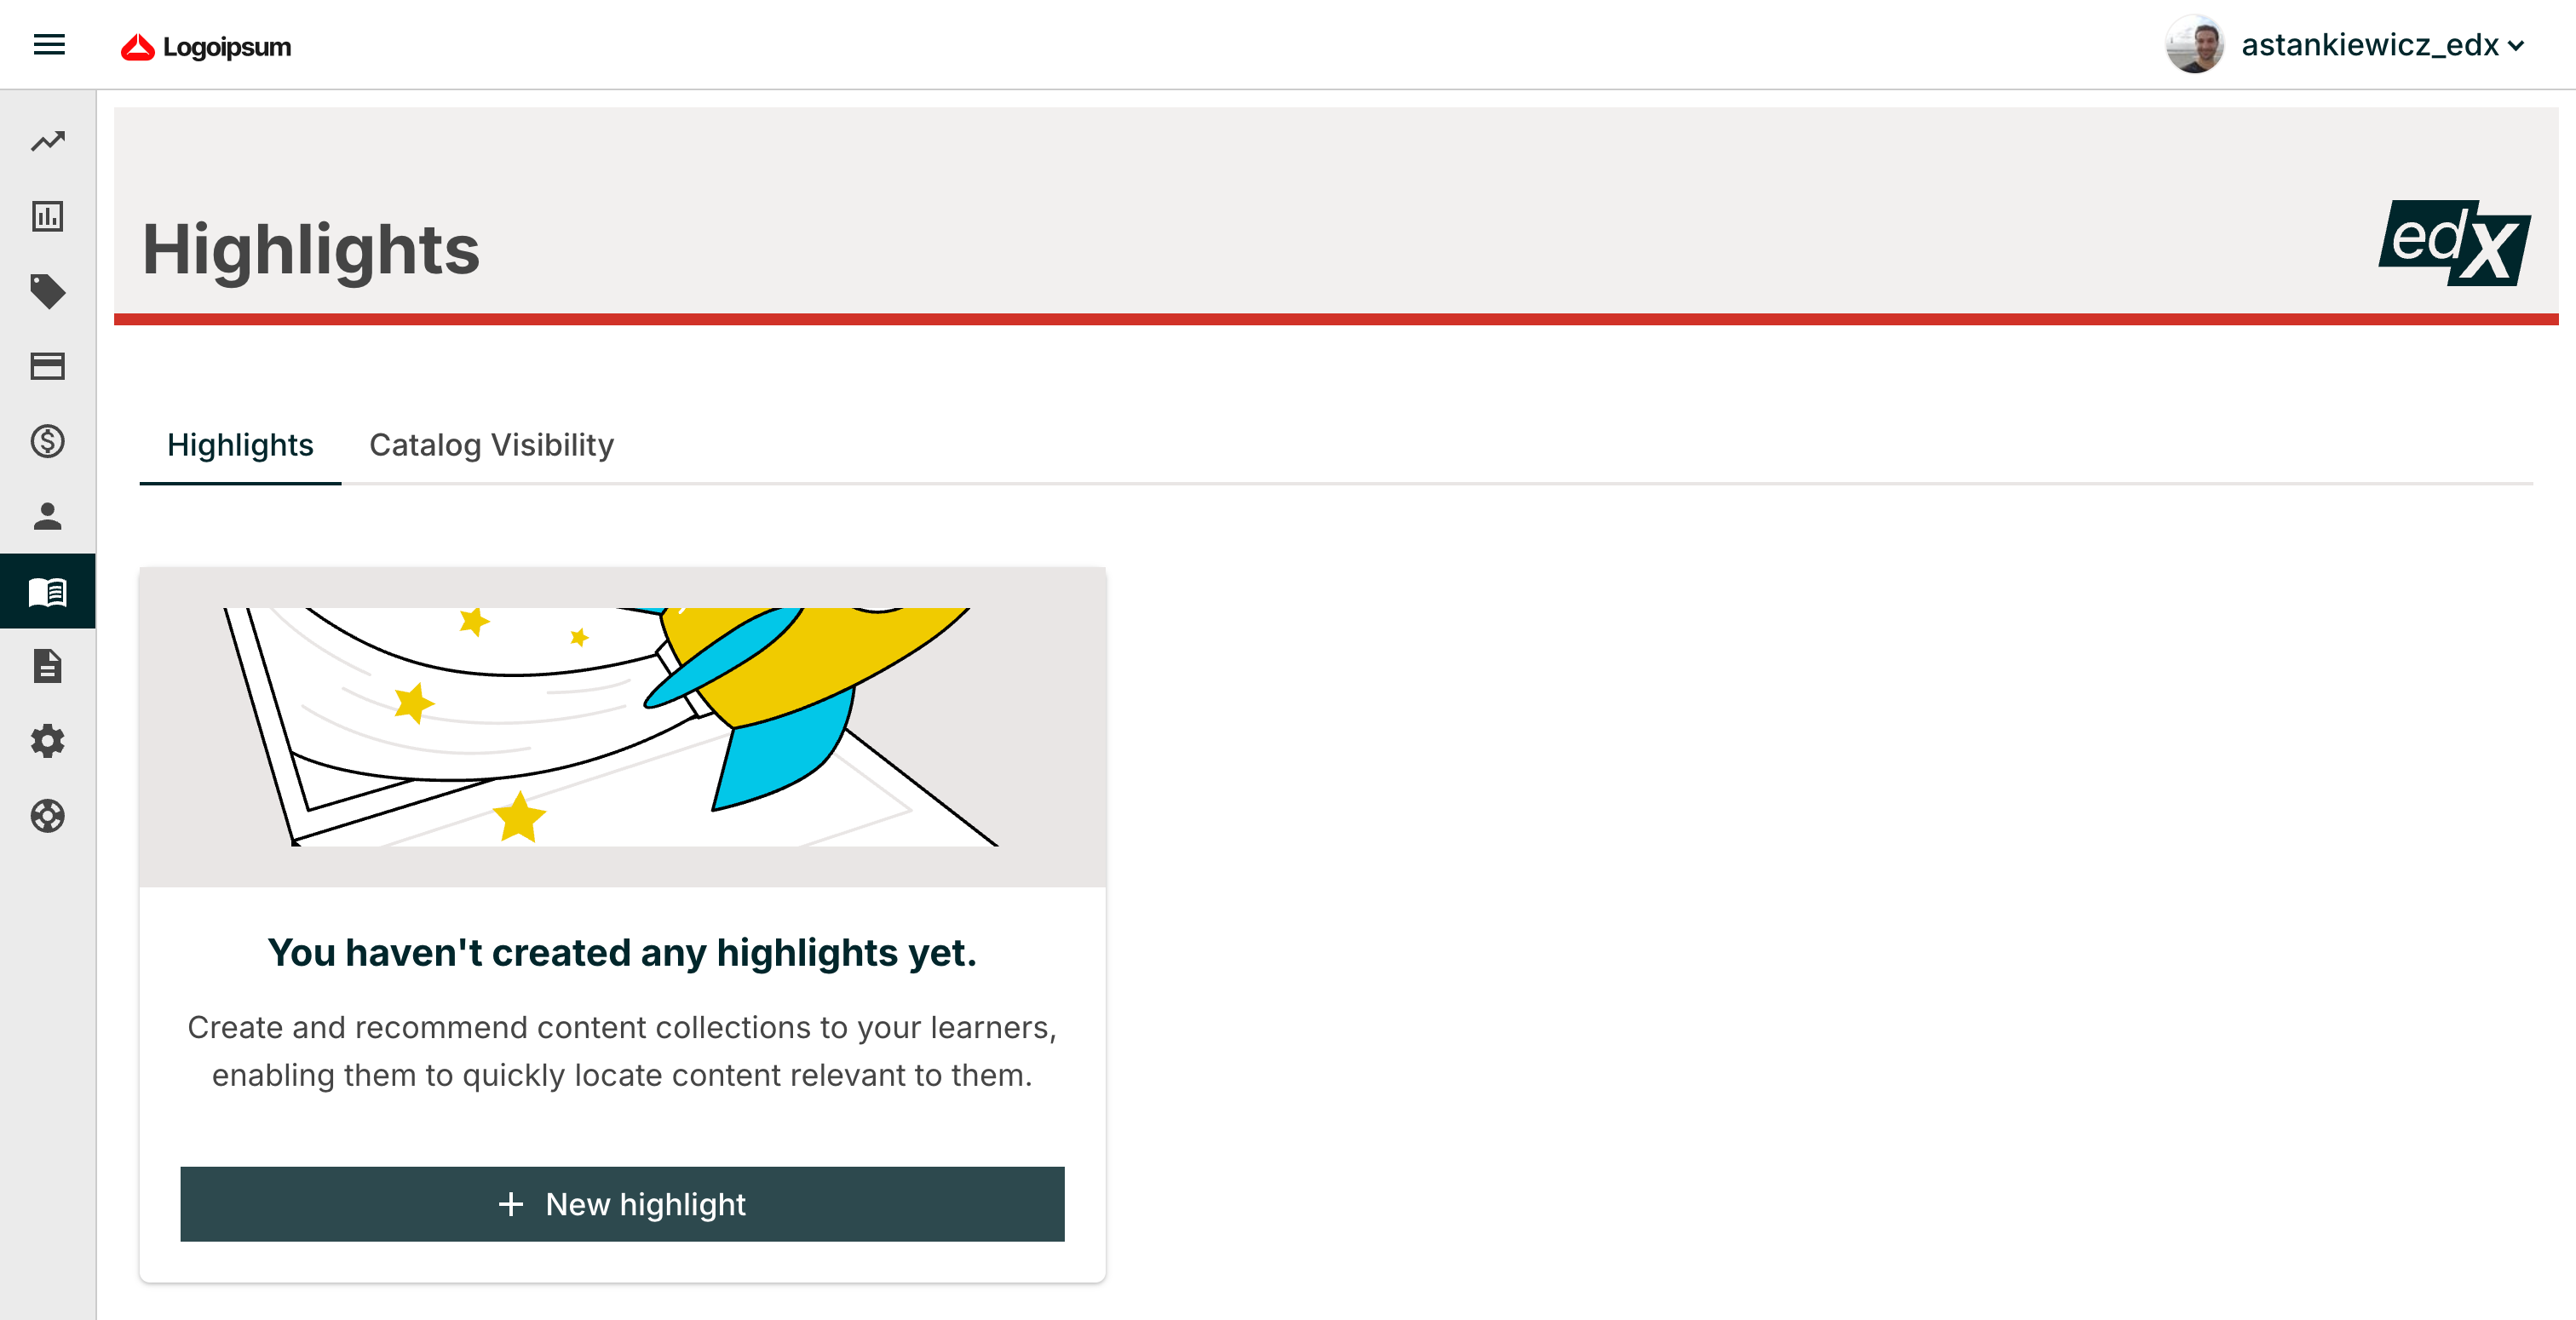 Logoipsum
astankiewicz_edx
Highlights
edX
Highlights
Catalog Visibility
You haven't created any highlights yet.
Create and recommend content collections to your learners,
enabling them to quickly locate content relevant to them.
+ New highlight